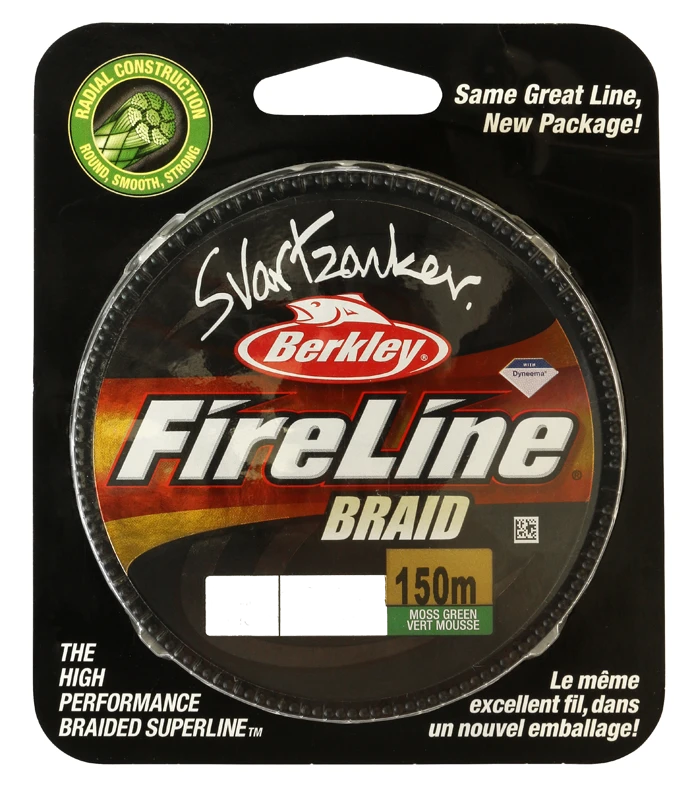 RADIAL CONSTRUCTION
ROUND, SMOOTH, STRONG
Same Great Line,
New Package!
Svartzonker.
Berkley®
WITH
Dyneema®
FireLine®
BRAID
150m
MOSS GREEN
VERT MOUSSE
THE
HIGH
PERFORMANCE
BRAIDED SUPERLINE™
Le même
excellent fil, dans
un nouvel emballage!